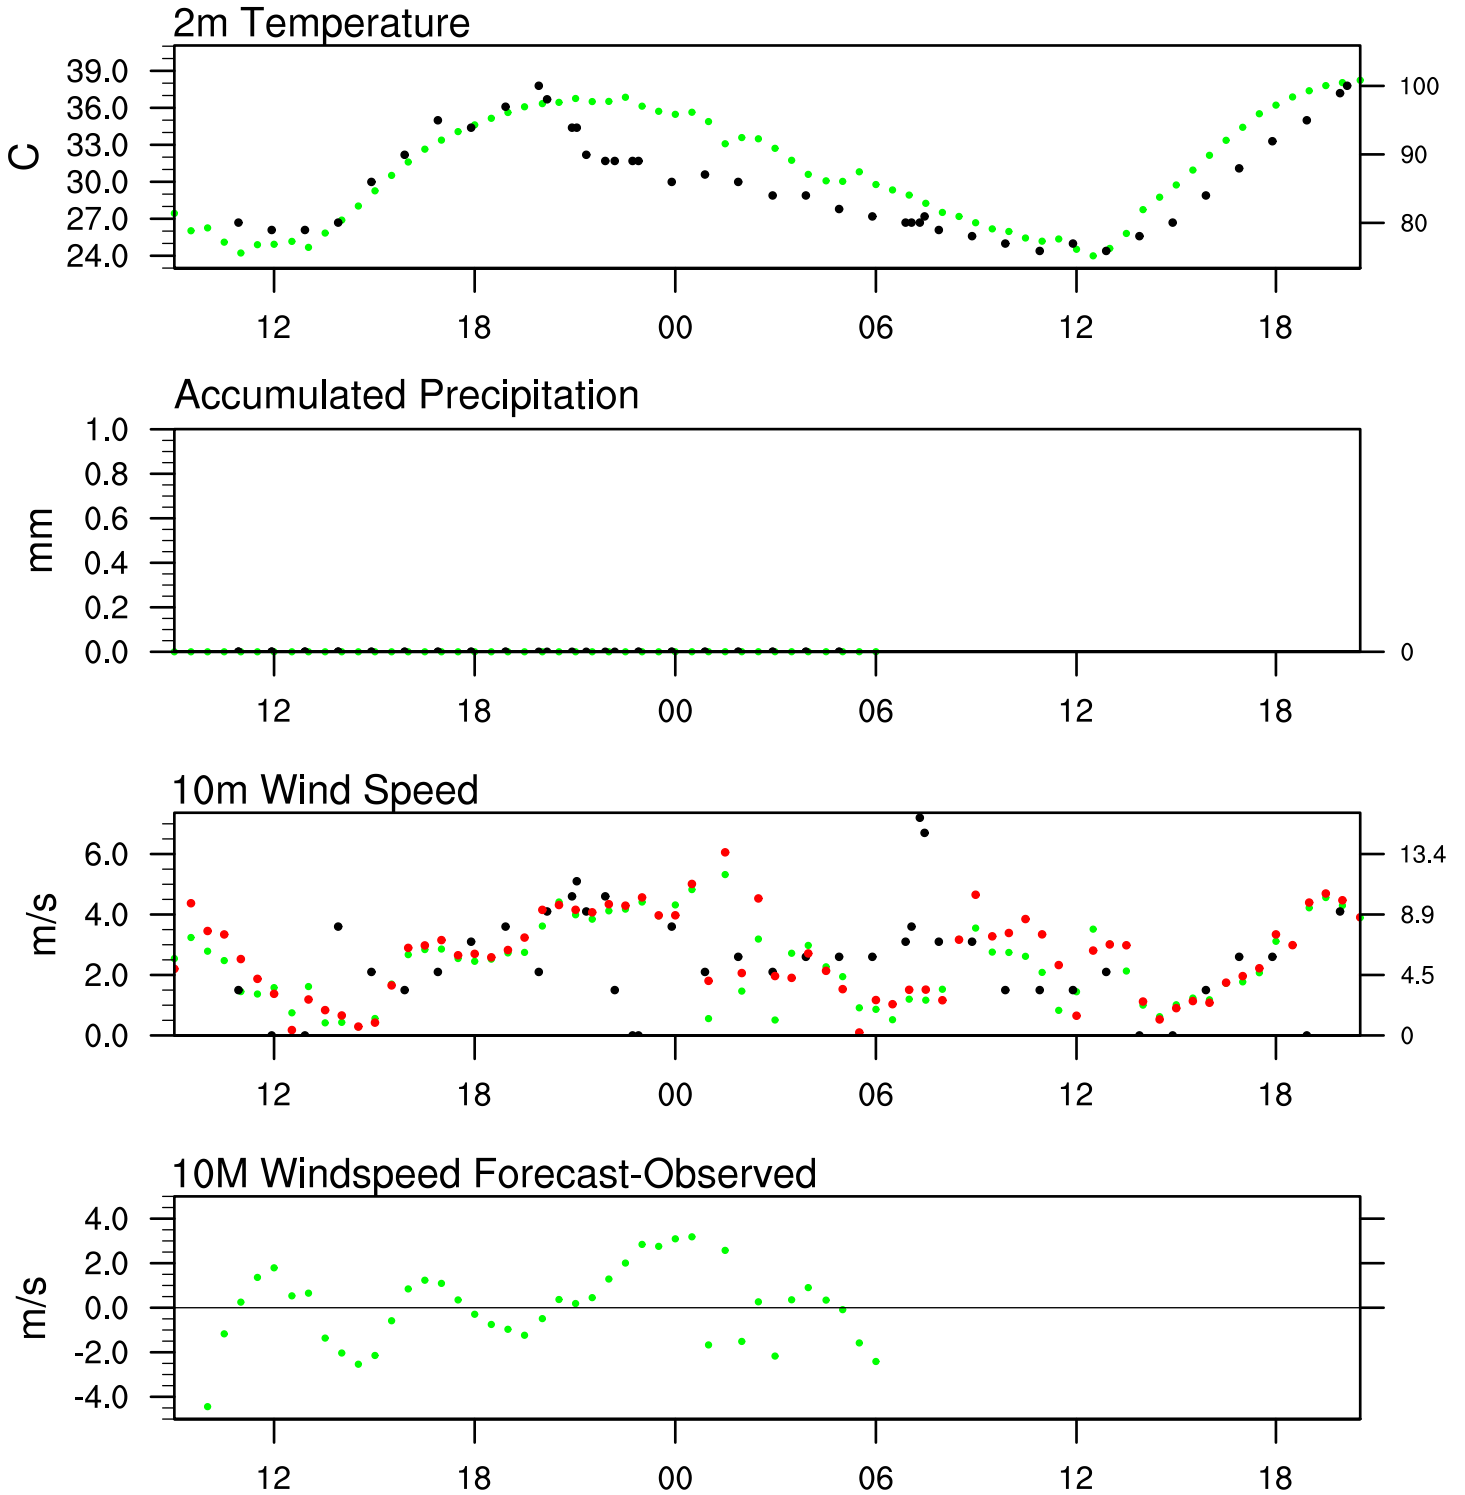 2m Temperature
39.0
36.0
33.0
30.0
27.0
24.0
C
100
90
80
12 18 00 06 12 18
Accumulated Precipitation
1.0
0.8
0.6
0.4
0.2
0.0
mm
0
12 18 00 06 12 18
10m Wind Speed
6.0
4.0
2.0
0.0
m/s
13.4
8.9
4.5
0
12 18 00 06 12 18
10M Windspeed Forecast-Observed
4.0
2.0
0.0
-2.0
-4.0
m/s
12 18 00 06 12 18